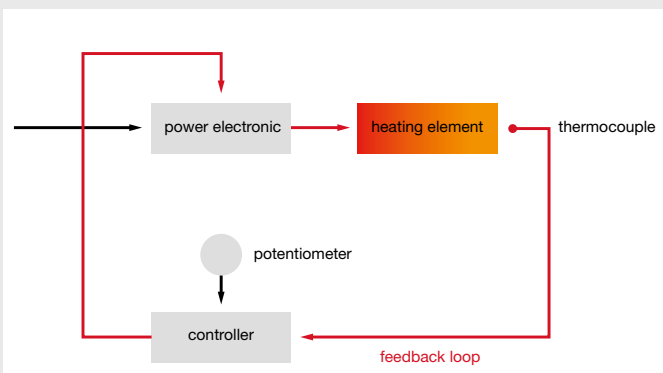 power electronic
heating element
thermocouple
potentiometer
controller
feedback loop